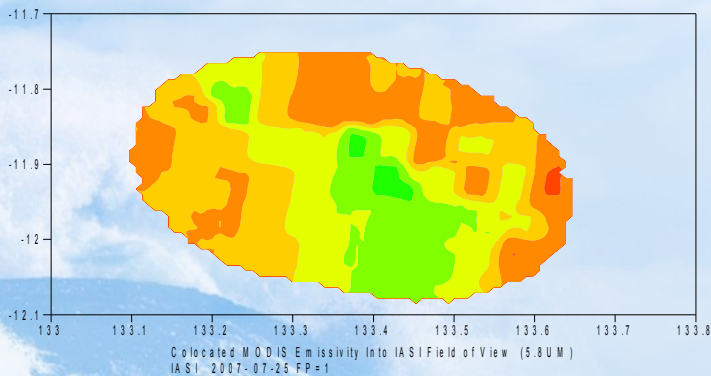 -11.7
-11.8
-11.9
-12
-12.1
133 133.1 133.2 133.3 133.4 133.5 133.6 133.7 133.8
Colocated MODIS Emissivity Into IASI Field of View (5.8UM)
IASI 2007-07-25 FP=1